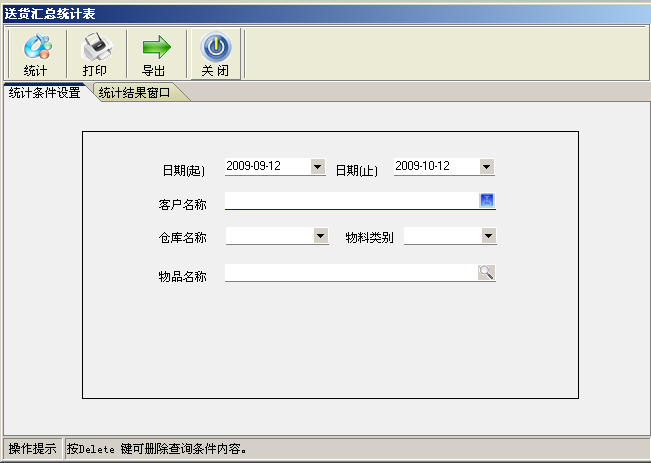 送货汇总统计表
统计 打印 导出 关 闭
统计条件设置 统计结果窗口
日期(起) 2009-09-12 日期(止) 2009-10-12
客户名称
仓库名称 物料类别
物品名称
操作提示 按Delete 键可删除查询条件内容。